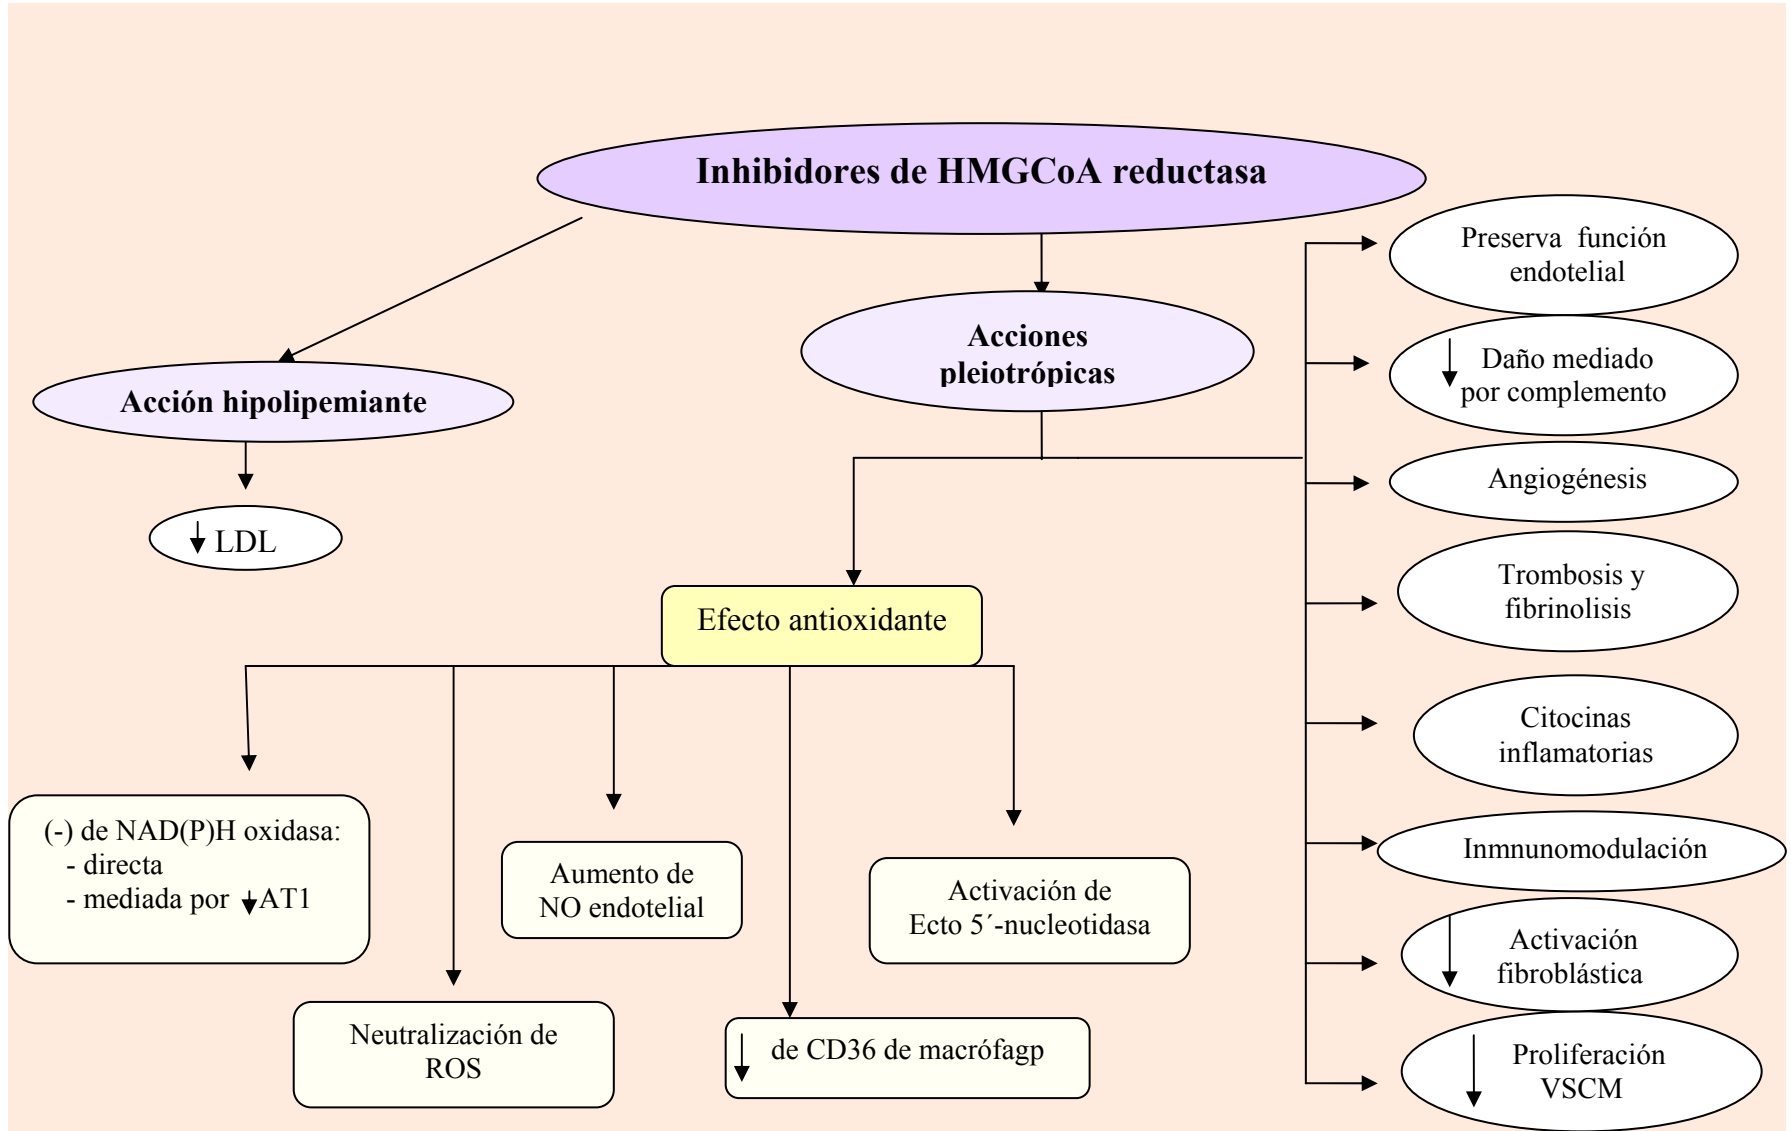 Inhibidores de HMGCoA reductasa
Acción hipolipemiante
↓ LDL
Acciones
pleiotrópicas
Efecto antioxidante
(-) de NAD(P)H oxidasa:
- directa
- mediada por ↓AT1
Neutralización de
ROS
Aumento de
NO endotelial
↓ de CD36 de macrófagp
Activación de
Ecto 5´-nucleotidasa
Preserva función
endotelial
↓ Daño mediado
por complemento
Angiogénesis
Trombosis y
fibrinolisis
Citocinas
inflamatorias
Inmnunomodulación
↓ Activación
fibroblástica
↓ Proliferación
VSCM